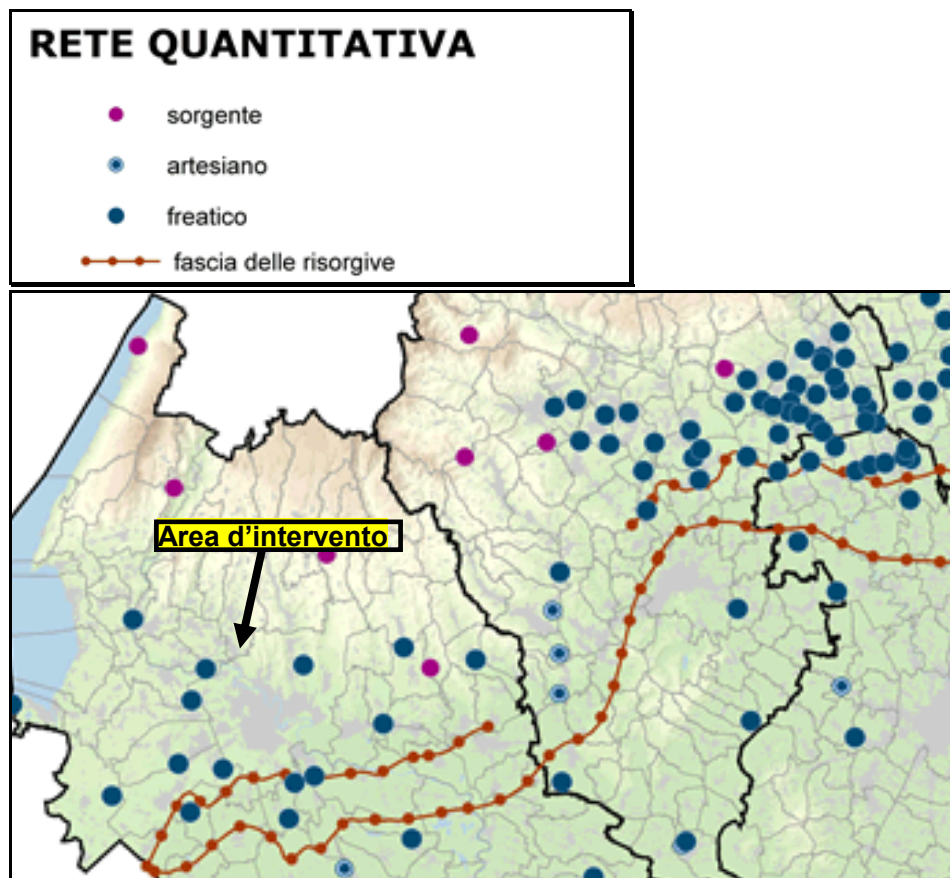 RETE QUANTITATIVA
sorgente
artesiano
freatico
fascia delle risorgive
Area d'intervento